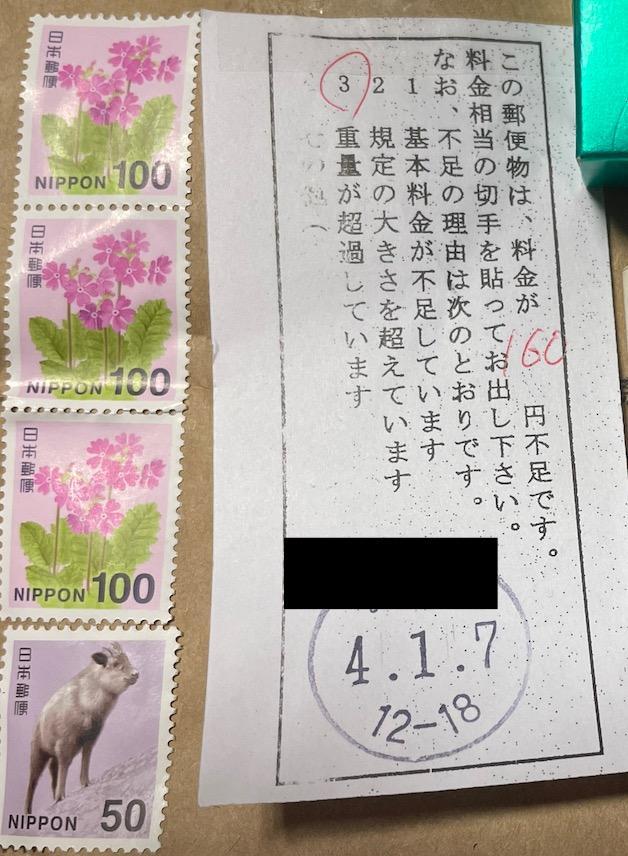 日本郵便
NIPPON 100
日本郵便
NIPPON 100
日本郵便
NIPPON 100
日本郵便
NIPPON 50
この郵便物は、料金が 160 円不足です。
料金相当の切手を貼ってお出し下さい。
なお、不足の理由は次のとおりです。
1 基本料金が不足しています
2 規定の大きさを超えています
3 重量が超過しています
4.1.7
12-18